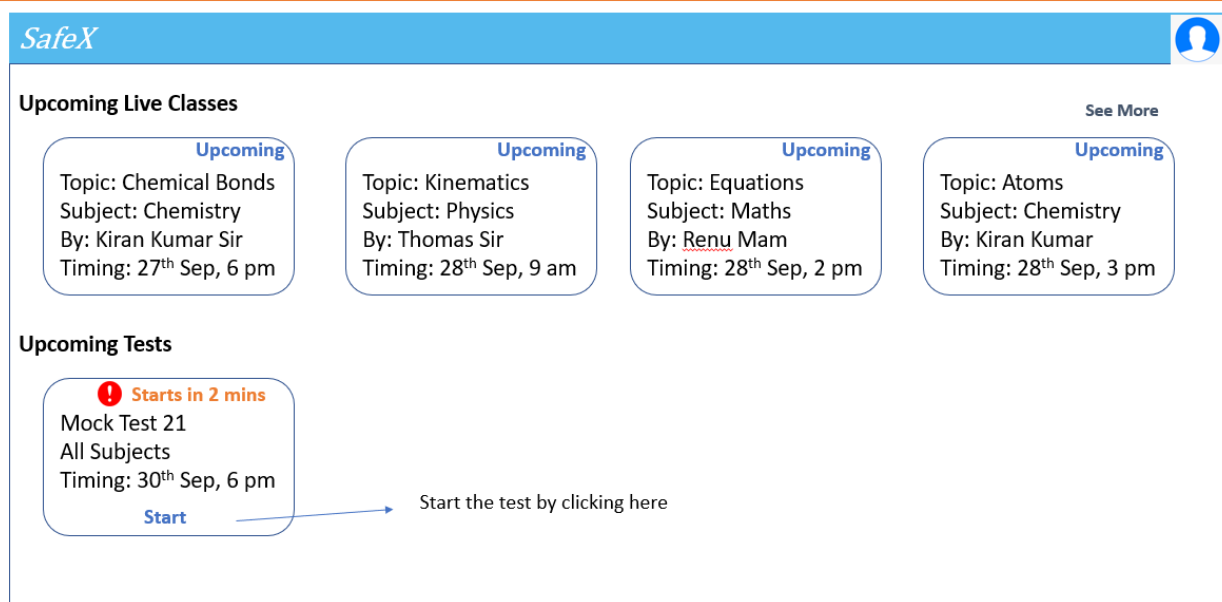 SafeX
Upcoming Live Classes
See More
Upcoming
Topic: Chemical Bonds
Subject: Chemistry
By: Kiran Kumar Sir
Timing: 27th Sep, 6 pm
Upcoming
Topic: Kinematics
Subject: Physics
By: Thomas Sir
Timing: 28th Sep, 9 am
Upcoming
Topic: Equations
Subject: Maths
By: Renu Mam
Timing: 28th Sep, 2 pm
Upcoming
Topic: Atoms
Subject: Chemistry
By: Kiran Kumar
Timing: 28th Sep, 3 pm
Upcoming Tests
Starts in 2 mins
Mock Test 21
All Subjects
Timing: 30th Sep, 6 pm
Start
Start the test by clicking here